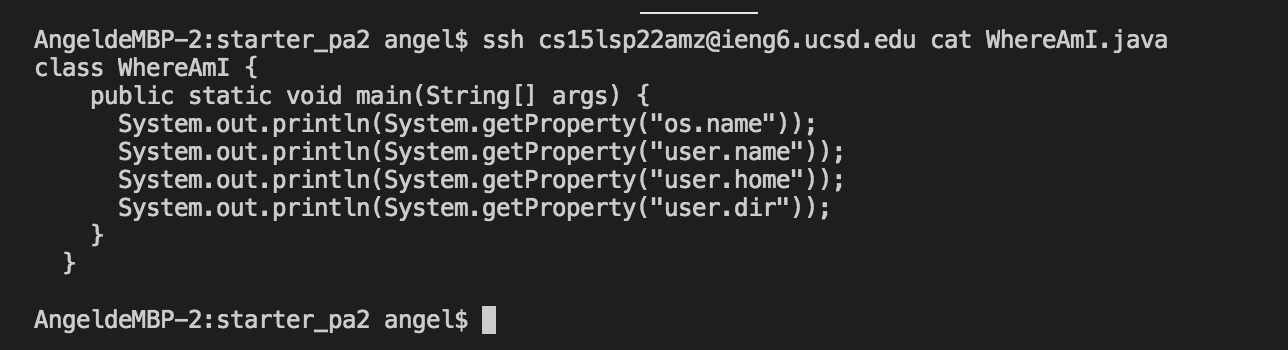 AngeldeMBP-2:starter_pa2 angel$ ssh cs15lsp22amz@ieng6.ucsd.edu cat WhereAmI.java
class WhereAmI {
    public static void main(String[] args) {
      System.out.println(System.getProperty("os.name"));
      System.out.println(System.getProperty("user.name"));
      System.out.println(System.getProperty("user.home"));
      System.out.println(System.getProperty("user.dir"));
    }
  }
AngeldeMBP-2:starter_pa2 angel$